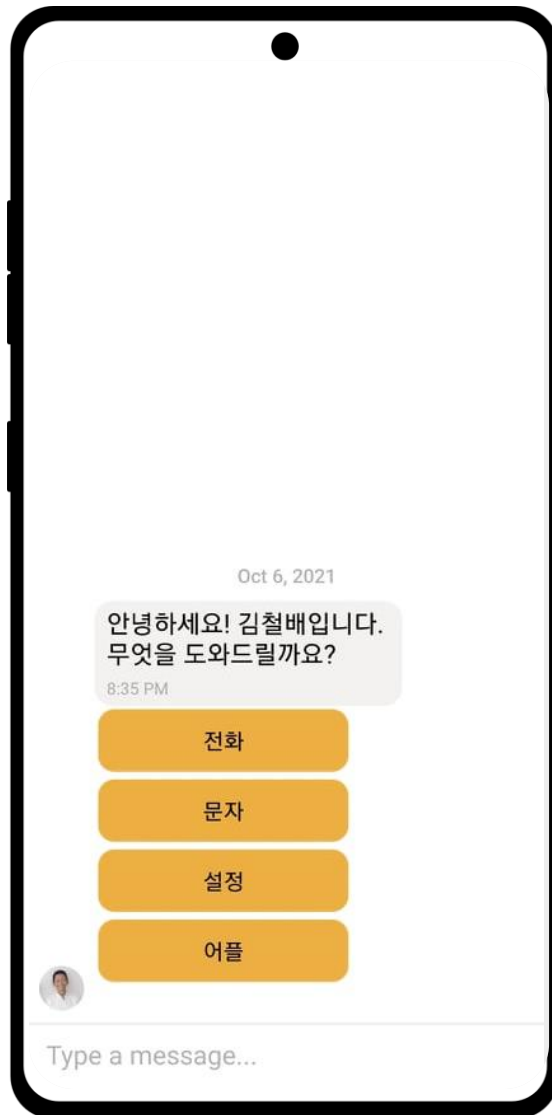 Oct 6, 2021
안녕하세요! 김철배입니다.
무엇을 도와드릴까요?
8:35 PM
전화
문자
설정
어플
Type a message...